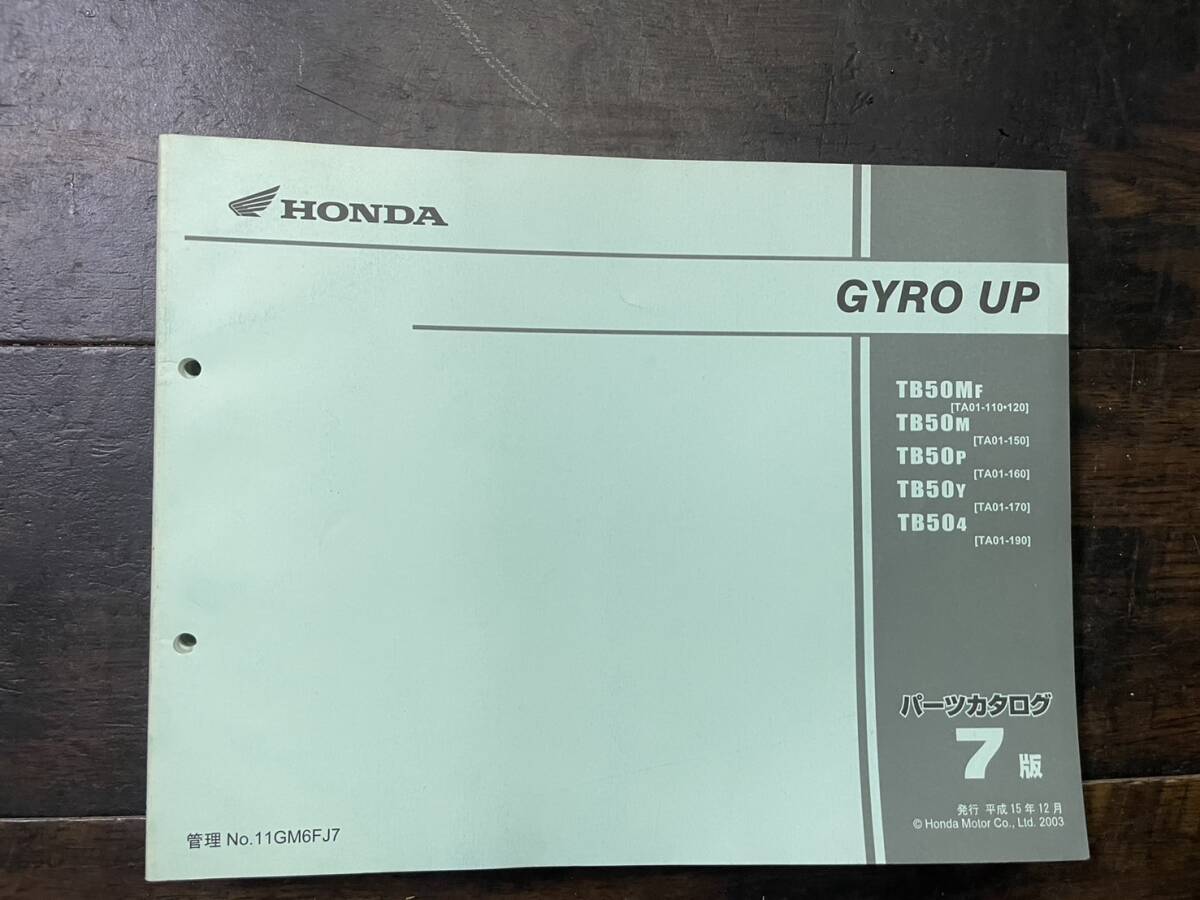 HONDA
GYRO UP
TB50MF
[TA01-110•120]
TB50M
[TA01-150]
TB50P
[TA01-160]
TB50Y
[TA01-170]
TB504
[TA01-190]
パーツカタログ
7版
発行 平成15年12月
© Honda Motor Co., Ltd. 2003
管理 No.11GM6FJ7